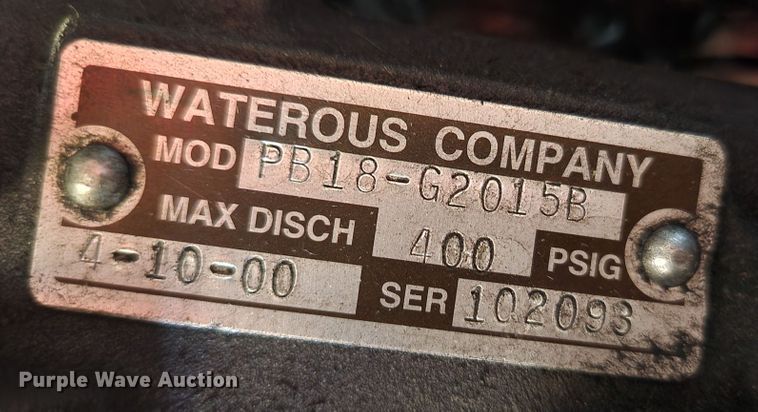 WATEROUS COMPANY
MOD PB18-G2015B
MAX DISCH 400 PSIG
4-10-00 SER 102093
Purple Wave Auction